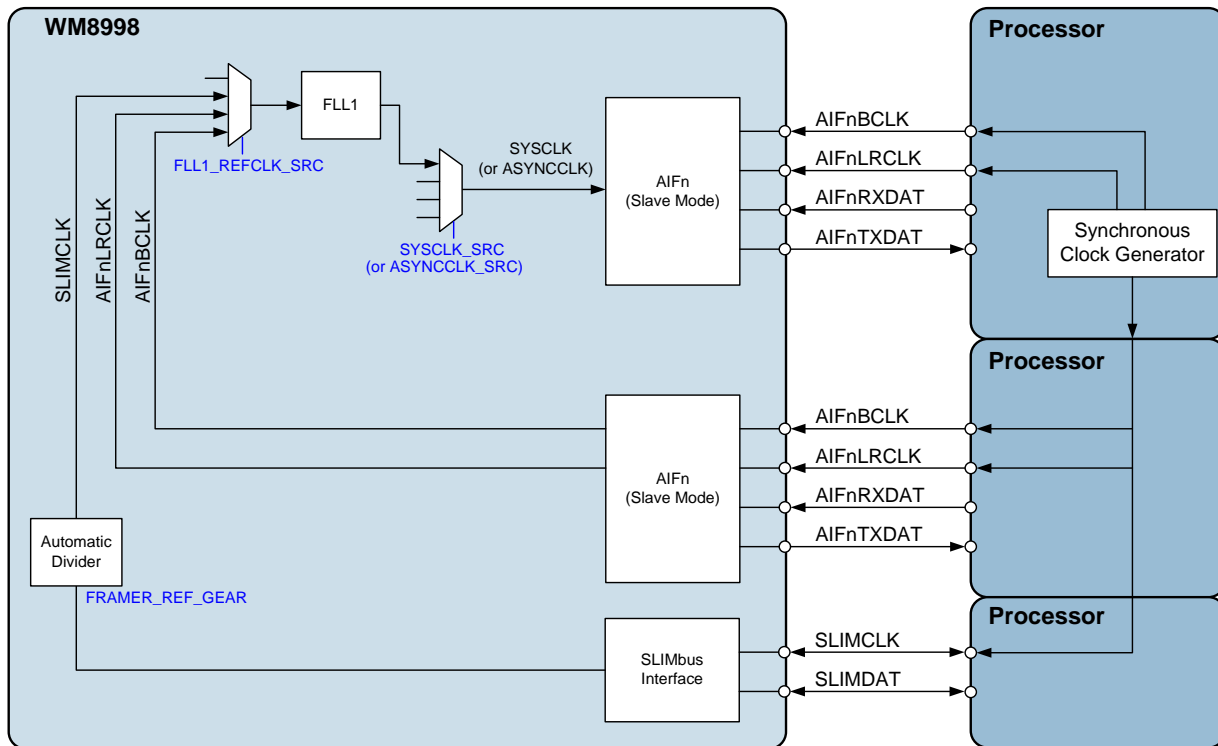 WM8998
Processor
FLL1
FLL1_REFCLK_SRC
SYSCLK
(or ASYNCCLK)
SYSCLK_SRC
(or ASYNCCLK_SRC)
AIFn
(Slave Mode)
AIFnBCLK
AIFnLRCLK
AIFnRXDAT
AIFnTXDAT
Synchronous
Clock Generator
SLIMCLK
AIFnLRCLK
AIFnBCLK
Processor
AIFn
(Slave Mode)
AIFnBCLK
AIFnLRCLK
AIFnRXDAT
AIFnTXDAT
Automatic
Divider
FRAMER_REF_GEAR
Processor
SLIMbus
Interface
SLIMCLK
SLIMDAT